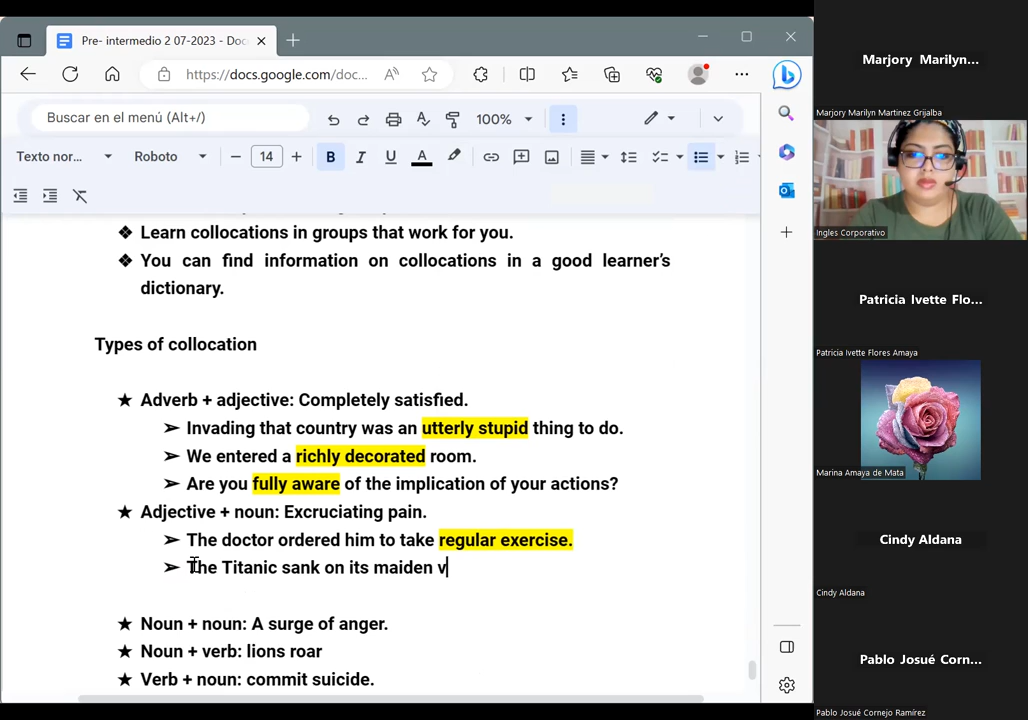 Pre- intermedio 2 07-2023 - Doc
https://docs.google.com/doc...
Buscar en el menú (Alt+/)
100%
Texto nor...
Roboto
14
B
I
U
A
❖ Learn collocations in groups that work for you.
❖ You can find information on collocations in a good learner's
dictionary.
Types of collocation
★ Adverb + adjective: Completely satisfied.
➢ Invading that country was an utterly stupid thing to do.
➢ We entered a richly decorated room.
➢ Are you fully aware of the implication of your actions?
★ Adjective + noun: Excruciating pain.
➢ The doctor ordered him to take regular exercise.
➢ The Titanic sank on its maiden v
★ Noun + noun: A surge of anger.
★ Noun + verb: lions roar
★ Verb + noun: commit suicide.
Marjory Marilyn...
Marjory Marilyn Martinez Grijalba
Ingles Corporativo
Patricia Ivette Flo...
Patricia Ivette Flores Amaya
Marina Amaya de Mata
Cindy Aldana
Cindy Aldana
Pablo Josué Corn...
Pablo Josué Cornejo Ramírez